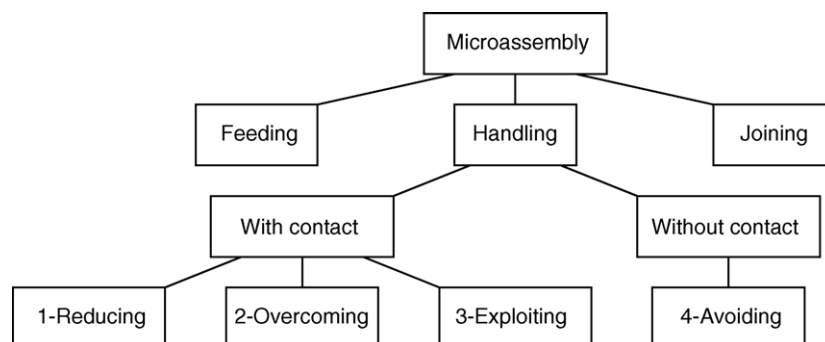 Microassembly
Feeding
Handling
Joining
With contact
Without contact
1-Reducing
2-Overcoming
3-Exploiting
4-Avoiding